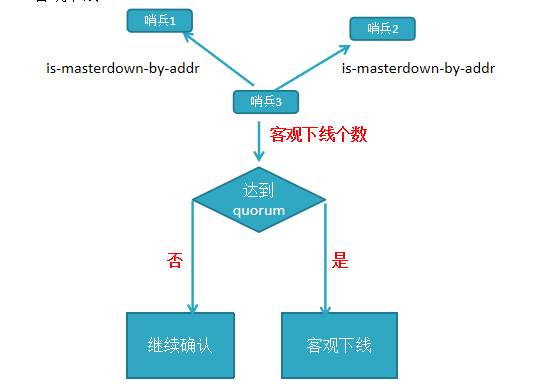 哨兵1
哨兵2
is-masterdown-by-addr
is-masterdown-by-addr
哨兵3
客观下线个数
达到
quorum
否
是
继续确认
客观下线